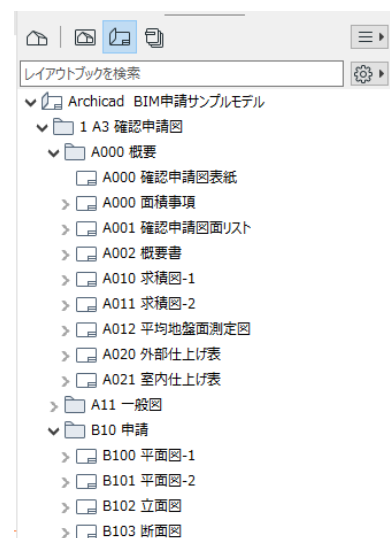 レイアウトブックを検索
Archicad BIM申請サンプルモデル
1 A3 確認申請図
A000 概要
A000 確認申請図表紙
A000 面積事項
A001 確認申請図面リスト
A002 概要書
A010 求積図-1
A011 求積図-2
A012 平均地盤面測定図
A020 外部仕上げ表
A021 室内仕上げ表
A11 一般図
B10 申請
B100 平面図-1
B101 平面図-2
B102 立面図
B103 断面図